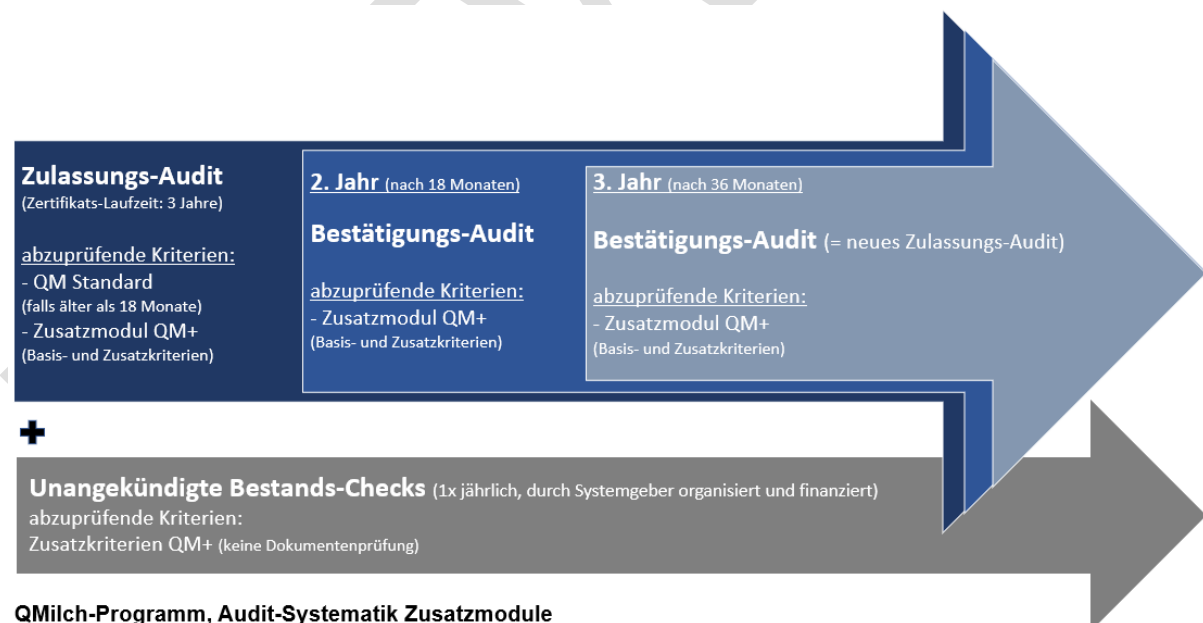 Zulassungs-Audit
(Zertifikats-Laufzeit: 3 Jahre)
abzuprüfende Kriterien:
- QM Standard
(falls älter als 18 Monate)
- Zusatzmodul QM+
(Basis- und Zusatzkriterien)
2. Jahr (nach 18 Monaten)
Bestätigungs-Audit
abzuprüfende Kriterien:
- Zusatzmodul QM+
(Basis- und Zusatzkriterien)
3. Jahr (nach 36 Monaten)
Bestätigungs-Audit (= neues Zulassungs-Audit)
abzuprüfende Kriterien:
- Zusatzmodul QM+
(Basis- und Zusatzkriterien)
Unangekündigte Bestands-Checks (1x jährlich, durch Systemgeber organisiert und finanziert)
abzuprüfende Kriterien:
Zusatzkriterien QM+ (keine Dokumentenprüfung)
QMilch-Programm, Audit-Systematik Zusatzmodule